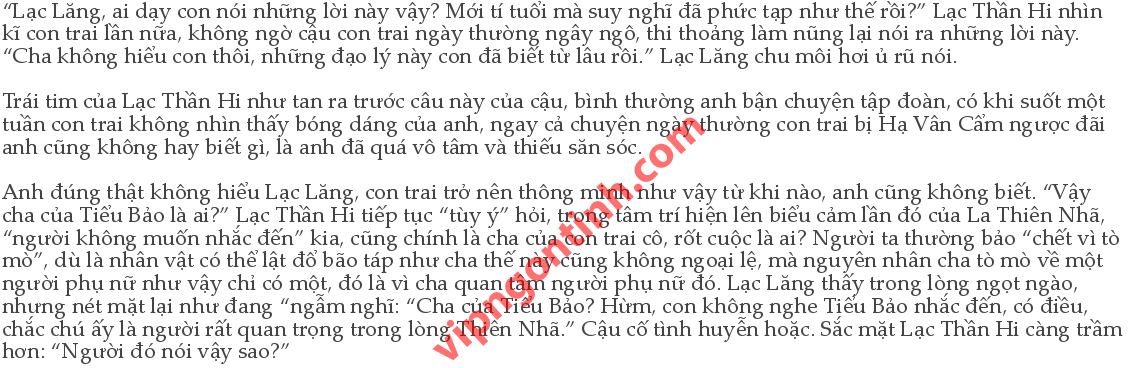 “Lạc Lăng, ai dạy con nói những lời này vậy? Mới tí tuổi mà suy nghĩ đã phức tạp như thế rồi?” Lạc Thần Hi nhìn
kĩ con trai lần nữa, không ngờ cậu con trai ngày thường ngây ngô, thi thoảng làm nũng lại nói ra những lời này.
“Cha không hiểu con thôi, những đạo lý này con đã biết từ lâu rồi.” Lạc Lăng chu môi hơi ủ rũ nói.
Trái tim của Lạc Thần Hi như tan ra trước câu này của cậu, bình thường anh bận chuyện tập đoàn, có khi suốt một
tuần con trai không nhìn thấy bóng dáng của anh, ngay cả chuyện ngày thường con trai bị Hạ Vân Cẩm ngược đãi
anh cũng không hay biết gì, là anh đã quá vô tâm và thiếu săn sóc.
Anh đúng thật không hiểu Lạc Lăng, con trai trở nên thông minh như vậy từ khi nào, anh cũng không biết. “Vậy
cha của Tiểu Bảo là ai?” Lạc Thần Hi tiếp tục “tùy ý” hỏi, trong tâm trí hiện lên biểu cảm lần đó của La Thiên Nhã,
“người không muốn nhắc đến” kia, cũng chính là cha của con trai cô, rốt cuộc là ai? Người ta thường bảo “chết vì tò
mò”, dù là nhân vật có thể lật đổ bão táp như cha thế này cũng không ngoại lệ, mà nguyên nhân cha tò mò về một
người phụ nữ như vậy chỉ có một, đó là vì cha quan tâm người phụ nữ đó. Lạc Lăng thấy trong lòng ngọt ngào,
nhưng nét mặt lại như đang “ngẫm nghĩ: “Cha của Tiểu Bảo? Hừm, con không nghe Tiểu Bảo nhắc đến, có điều,
chắc chú ấy là người rất quan trọng trong lòng Thiên Nhã.” Cậu cố tình huyễn hoặc. Sắc mặt Lạc Thần Hi càng trầm
hơn: “Người đó nói vậy sao?”
vipngontinh.com